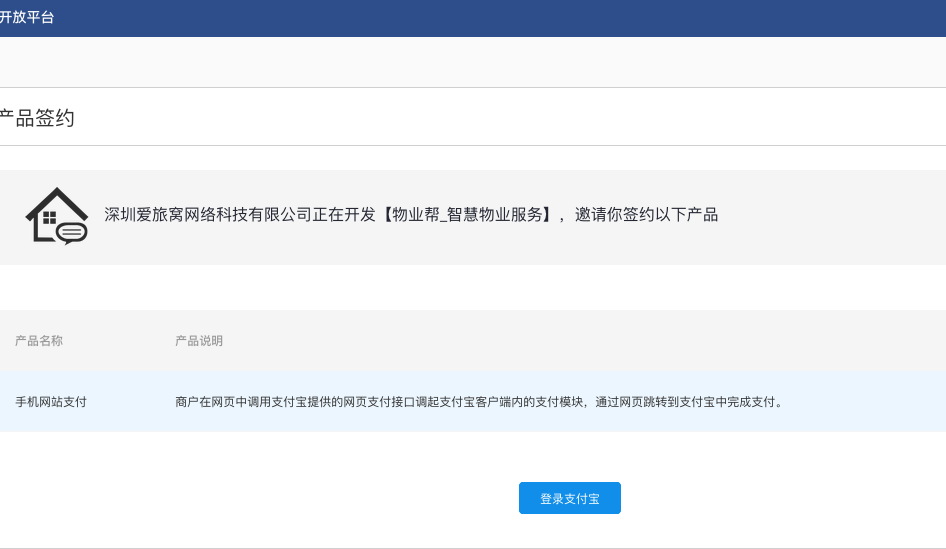 开放平台
产品签约
深圳爱旅窝网络科技有限公司正在开发【物业帮_智慧物业服务】，邀请你签约以下产品
产品名称 产品说明
手机网站支付 商户在网页中调用支付宝提供的网页支付接口调起支付宝客户端内的支付模块，通过网页跳转到支付宝中完成支付。
登录支付宝